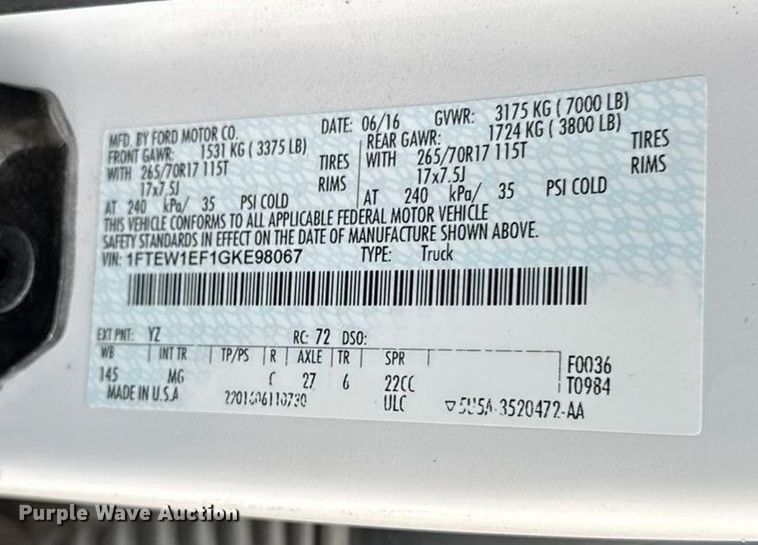 MFD. BY FORD MOTOR CO. DATE: 06/16 GVWR: 3175 KG ( 7000 LB)
FRONT GAWR: 1531 KG ( 3375 LB) REAR GAWR: 1724 KG ( 3800 LB)
WITH 265/70R17 115T TIRES WITH 265/70R17 115T TIRES
17x7.5J RIMS 17x7.5J RIMS
AT 240 kPa/ 35 PSI COLD AT 240 kPa/ 35 PSI COLD
THIS VEHICLE CONFORMS TO ALL APPLICABLE FEDERAL MOTOR VEHICLE
SAFETY STANDARDS IN EFFECT ON THE DATE OF MANUFACTURE SHOWN ABOVE.
VIN: 1FTEW1EF1GKE98067 TYPE: Truck
EXT PNT: YZ RC: 72 DSO:
WB INT TR TP/PS R AXLE TR SPR
145 MG 27 6 22CC F0036
T0984
MADE IN U.S.A ULC 5U5A-3520472-AA
Purple Wave Auction